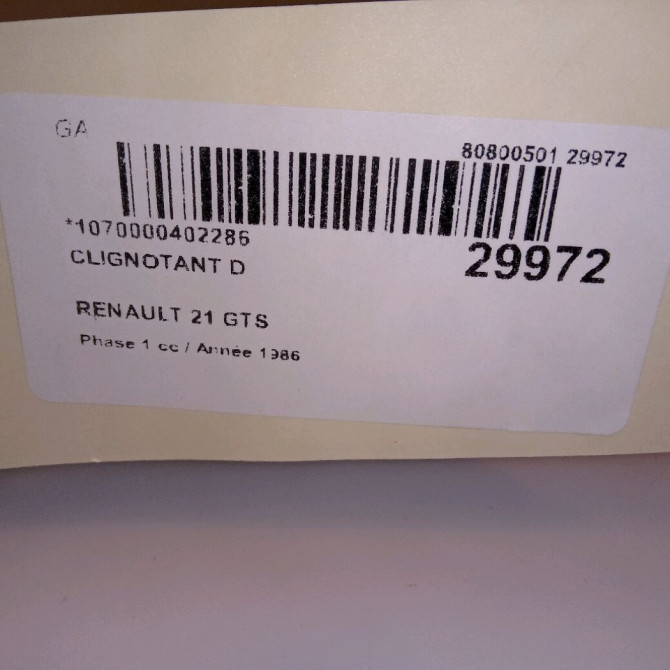 GA
80800501 29972
*1070000402286
29972
CLIGNOTANT D
RENAULT 21 GTS
Phase 1 cc / Année 1986